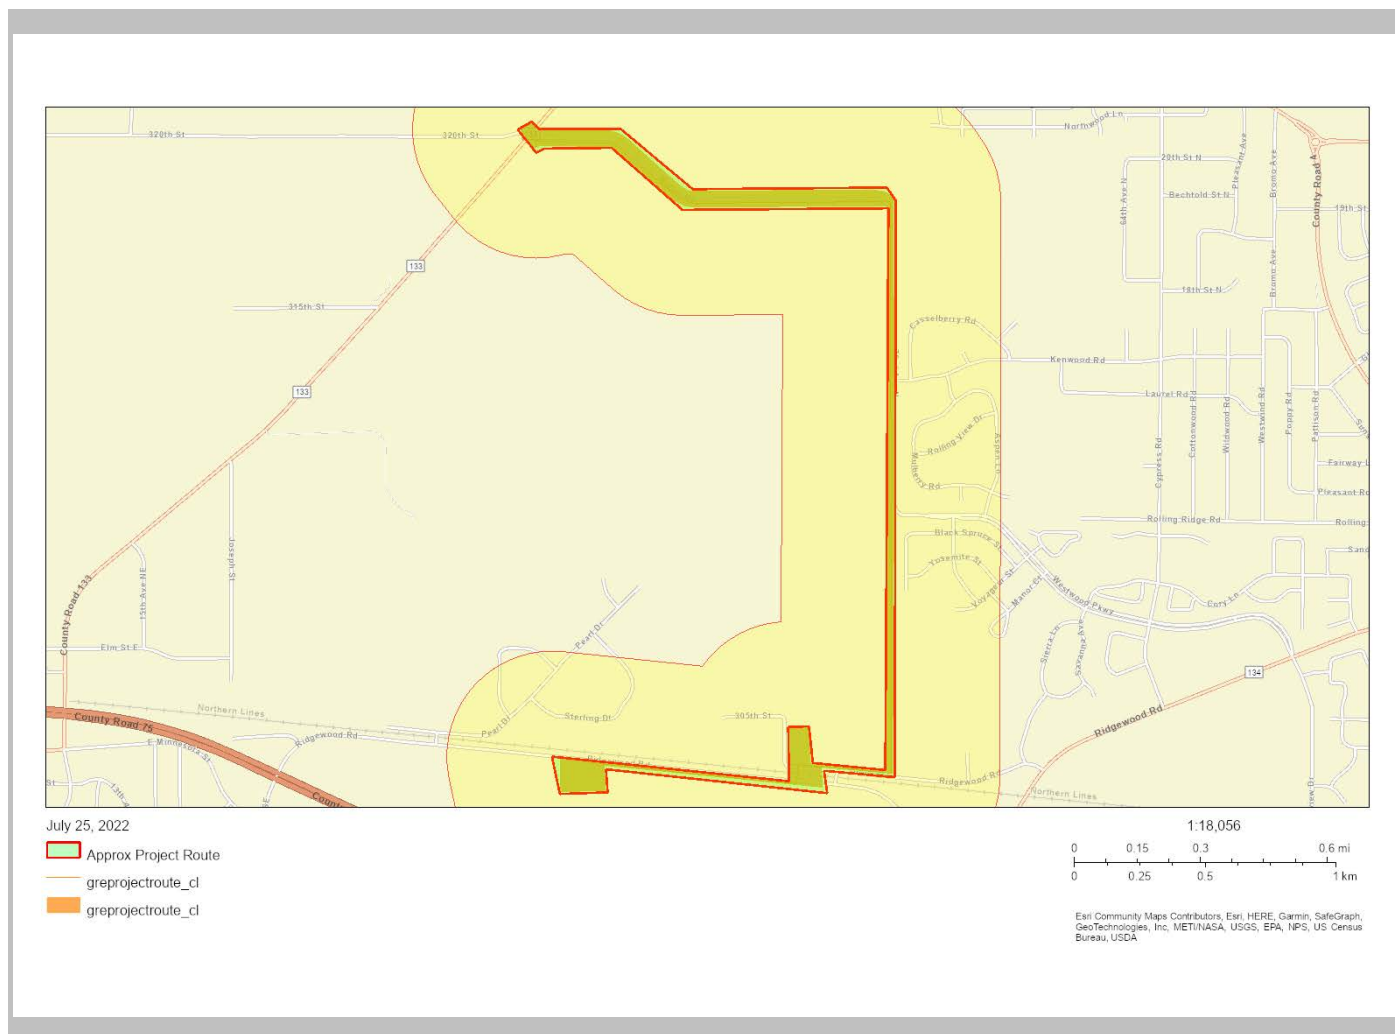 320th St
320th St
Northwood Ln
20th St N
Pleasant Ave
Bromo Ave
County Road 4
64th Ave N
Bechtold St N
19th St
133
18th St N
Bromo Ave
315th St
Casselberry Rd
Kenwood Rd
133
Laurel Rd
Cottonwood Rd
Wildwood Rd
Westwind Rd
Poppy Rd
Pattison Rd
Rolling View Dr
Aspen Ln
Mulberry Rd
Cypress Rd
Fairway L
Pleasant Rd
Rolling Ridge Rd
Rolling
Black Spruce St
Yosemite St
Voyageur St
Manor Ct
Westwood Pkwy
Cory Ln
Sand
Joseph St
15th Ave NE
County Road 133
Elm St E
Pearl Dr
Sierra Ln
Savanna Ave
134
Northern Lines
County Road 75
Pearl Dr
Sterling Dr
305th St
Ridgewood Rd
E Minnesota St
Ridgewood Rd
Ridgewood Rd
Ridgewood Rd
Northern Lines
July 25, 2022
Approx Project Route
greprojectroute_cl
greprojectroute_cl
1:18,056
0 0.15 0.3 0.6 mi
0 0.25 0.5 1 km
Esri Community Maps Contributors, Esri, HERE, Garmin, SafeGraph,
GeoTechnologies, Inc, METI/NASA, USGS, EPA, NPS, US Census
Bureau, USDA